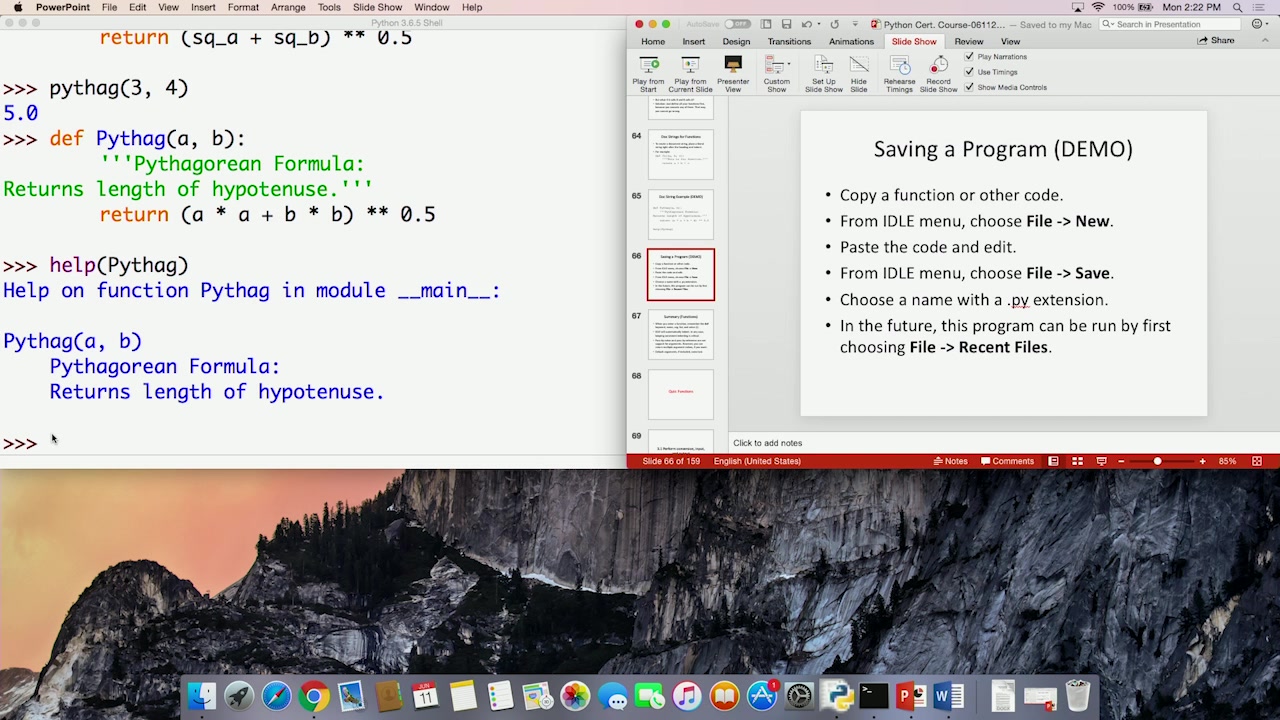 PowerPoint File Edit View Insert Format Arrange Tools Slide Show Window Help 100% Mon 2:22 PM
Python 3.6.5 Shell
return (sq_a + sq_b) ** 0.5
>>> pythag(3, 4)
5.0
>>> def Pythag(a, b):
'''Pythagorean Formula:
Returns length of hypotenuse.'''
return (a * a + b * b) ** 0.5
>>> help(Pythag)
Help on function Pythag in module __main__:
Pythag(a, b)
Pythagorean Formula:
Returns length of hypotenuse.
>>>
AutoSave OFF Python Cert. Course-06112... — Saved to my Mac Search in Presentation
Home Insert Design Transitions Animations Slide Show Review View Share
Play from Start
Play from Current Slide
Presenter View
Custom Show
Set Up Slide Show
Hide Slide
Rehearse Timings
Record Slide Show
Play Narrations
Use Timings
Show Media Controls
64
Doc Strings for Functions
65
Doc String Example (DEMO)
66
Saving a Program (DEMO)
67
Summary (Functions)
68
Quiz: Functions
69
Saving a Program (DEMO)
• Copy a function or other code.
• From IDLE menu, choose File -> New.
• Paste the code and edit.
• From IDLE menu, choose File -> Save.
• Choose a name with a .py extension.
• In the future, this program can be run by first
choosing File -> Recent Files.
Click to add notes
Slide 66 of 159 English (United States) Notes Comments 85%
JUN
11
1